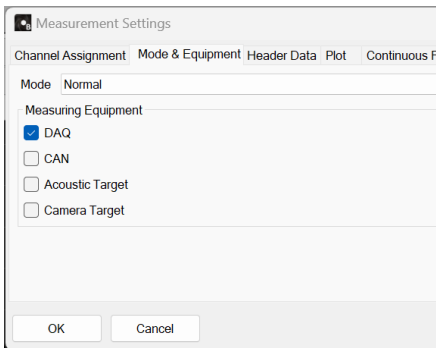 Measurement Settings
Channel Assignment Mode & Equipment Header Data Plot Continuous F
Mode Normal
Measuring Equipment
DAQ
CAN
Acoustic Target
Camera Target
OK Cancel